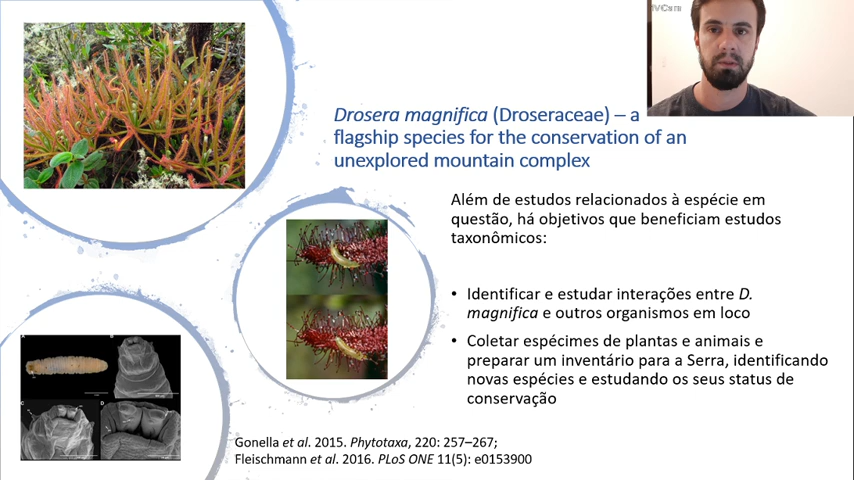 Drosera magnifica (Droseraceae) – a
flagship species for the conservation of an
unexplored mountain complex
Além de estudos relacionados à espécie em
questão, há objetivos que beneficiam estudos
taxonômicos:
• Identificar e estudar interações entre D.
magnifica e outros organismos em loco
• Coletar espécimes de plantas e animais e
preparar um inventário para a Serra, identificando
novas espécies e estudando os seus status de
conservação
A
B
C
D
Gonella et al. 2015. Phytotaxa, 220: 257–267;
Fleischmann et al. 2016. PLoS ONE 11(5): e0153900